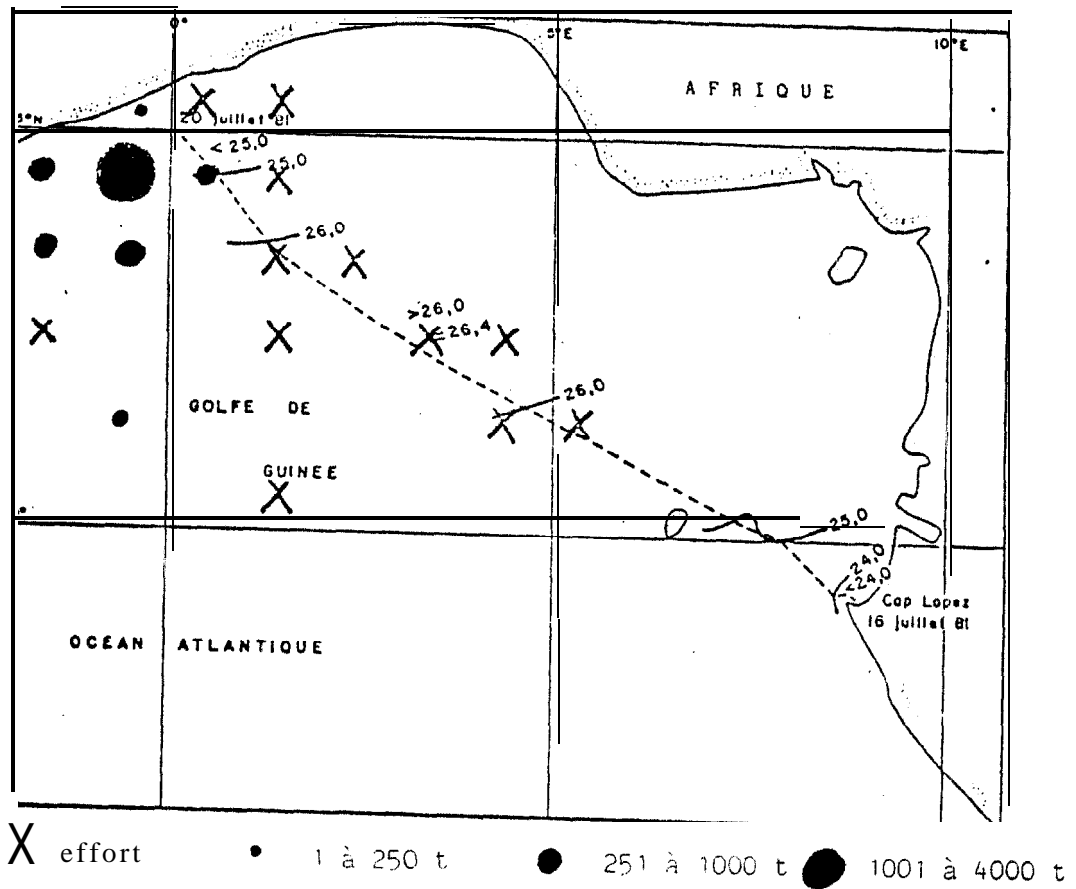 0°
5°E
10°E
AFRIQUE
5°N
20 juillet 81
< 25,0
25,0
26,0
>26,0
≤26,4
26,0
GOLFE DE
GUINEE
25,0
24,0
<24,0
Cap Lopez
16 juillet 81
OCEAN ATLANTIQUE
X effort
1 à 250 t
251 à 1000 t
1001 à 4000 t